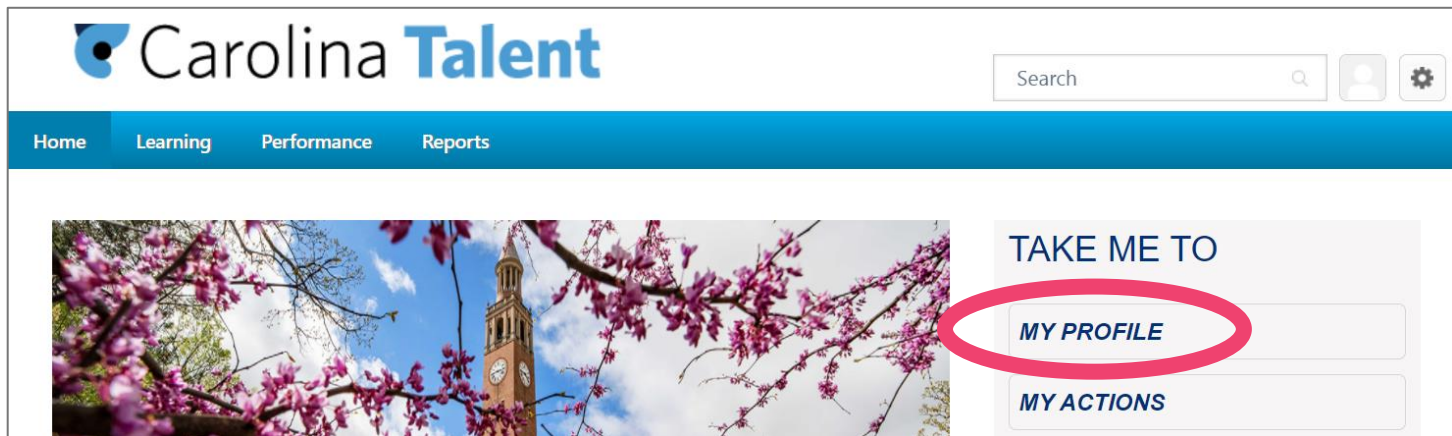 Carolina Talent
Search
Home Learning Performance Reports
TAKE ME TO
MY PROFILE
MY ACTIONS